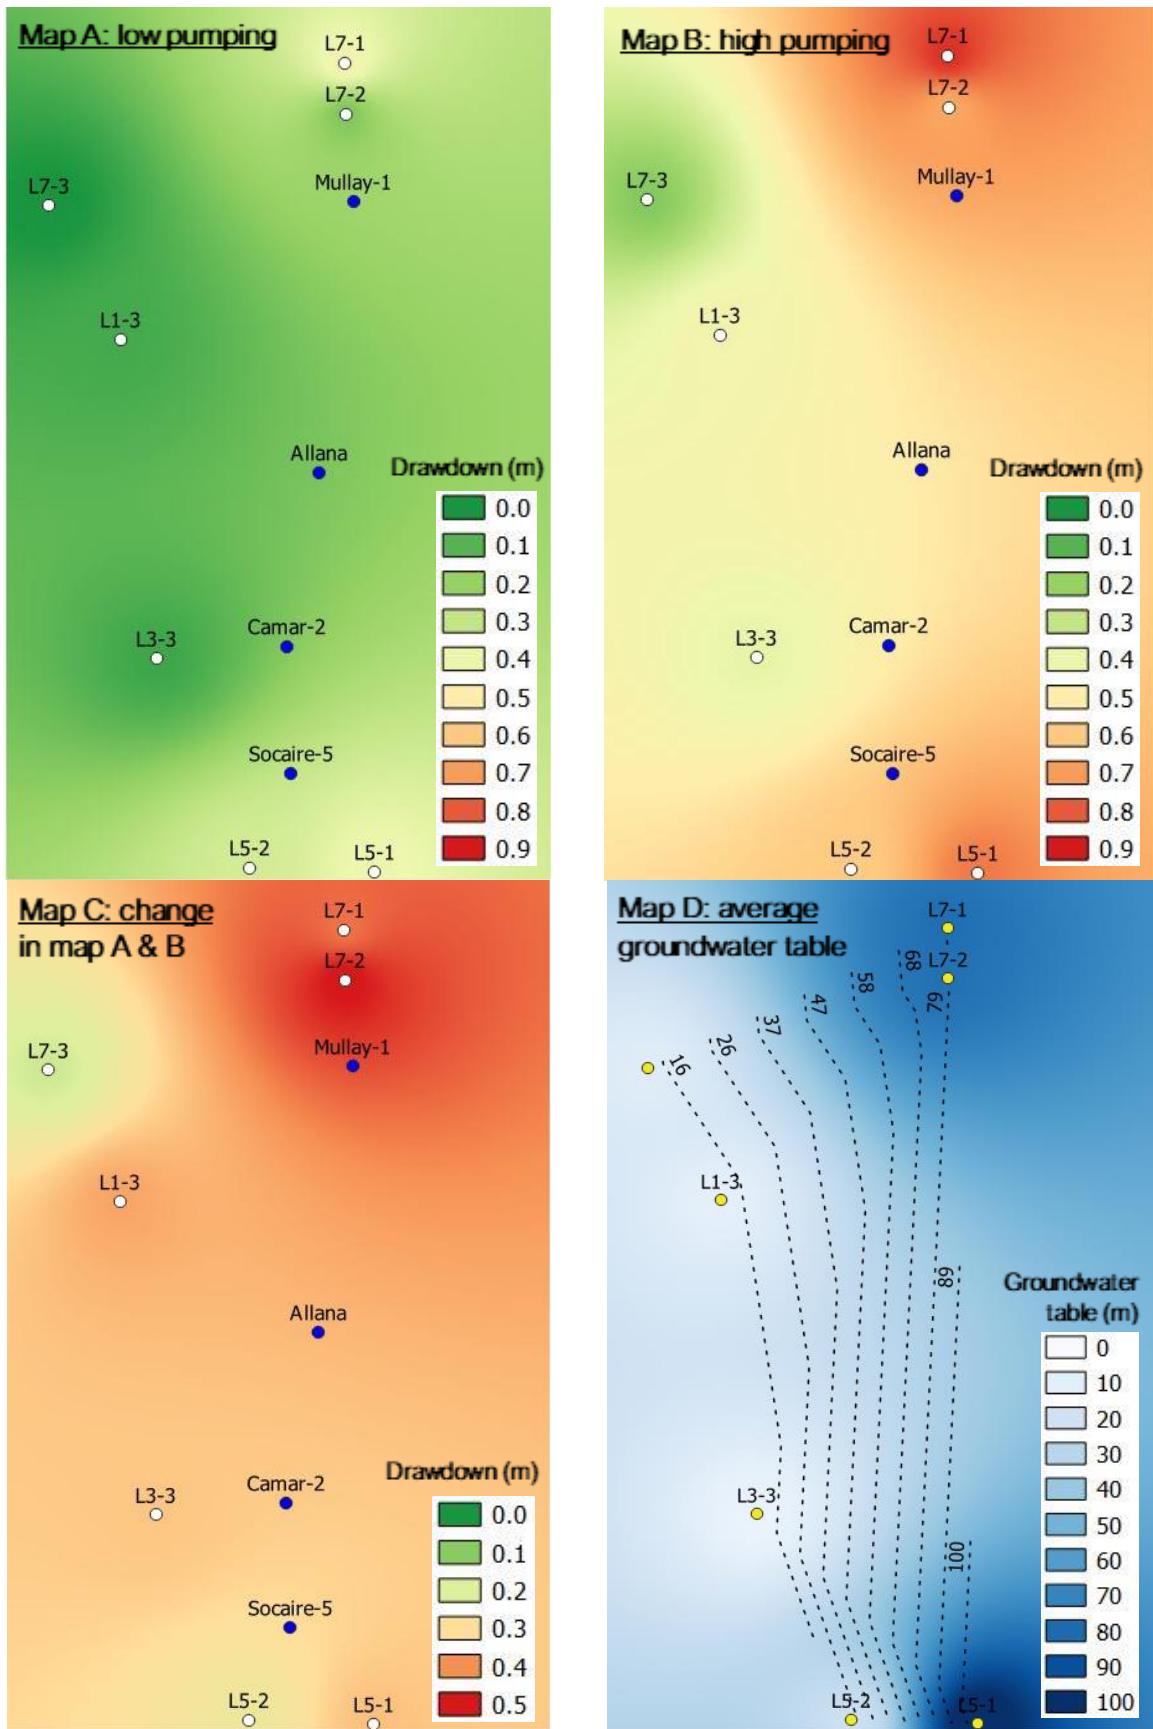 Map A: low pumping
L7-1
L7-2
Mullay-1
L7-3
L1-3
Allana
Drawdown (m)
0.0
0.1
0.2
0.3
0.4
0.5
0.6
0.7
0.8
0.9
L3-3
Camar-2
Socaire-5
L5-2
L5-1
Map B: high pumping
L7-1
L7-2
Mullay-1
L7-3
L1-3
Allana
Drawdown (m)
0.0
0.1
0.2
0.3
0.4
0.5
0.6
0.7
0.8
0.9
L3-3
Camar-2
Socaire-5
L5-2
L5-1
Map C: change
in map A & B
L7-1
L7-2
Mullay-1
L7-3
L1-3
Allana
Drawdown (m)
0.0
0.1
0.2
0.3
0.4
0.5
L3-3
Camar-2
Socaire-5
L5-2
L5-1
Map D: average
groundwater table
L7-1
L7-2
16
26
37
47
58
68
79
89
100
L1-3
L3-3
L5-2
L5-1
Groundwater
table (m)
0
10
20
30
40
50
60
70
80
90
100